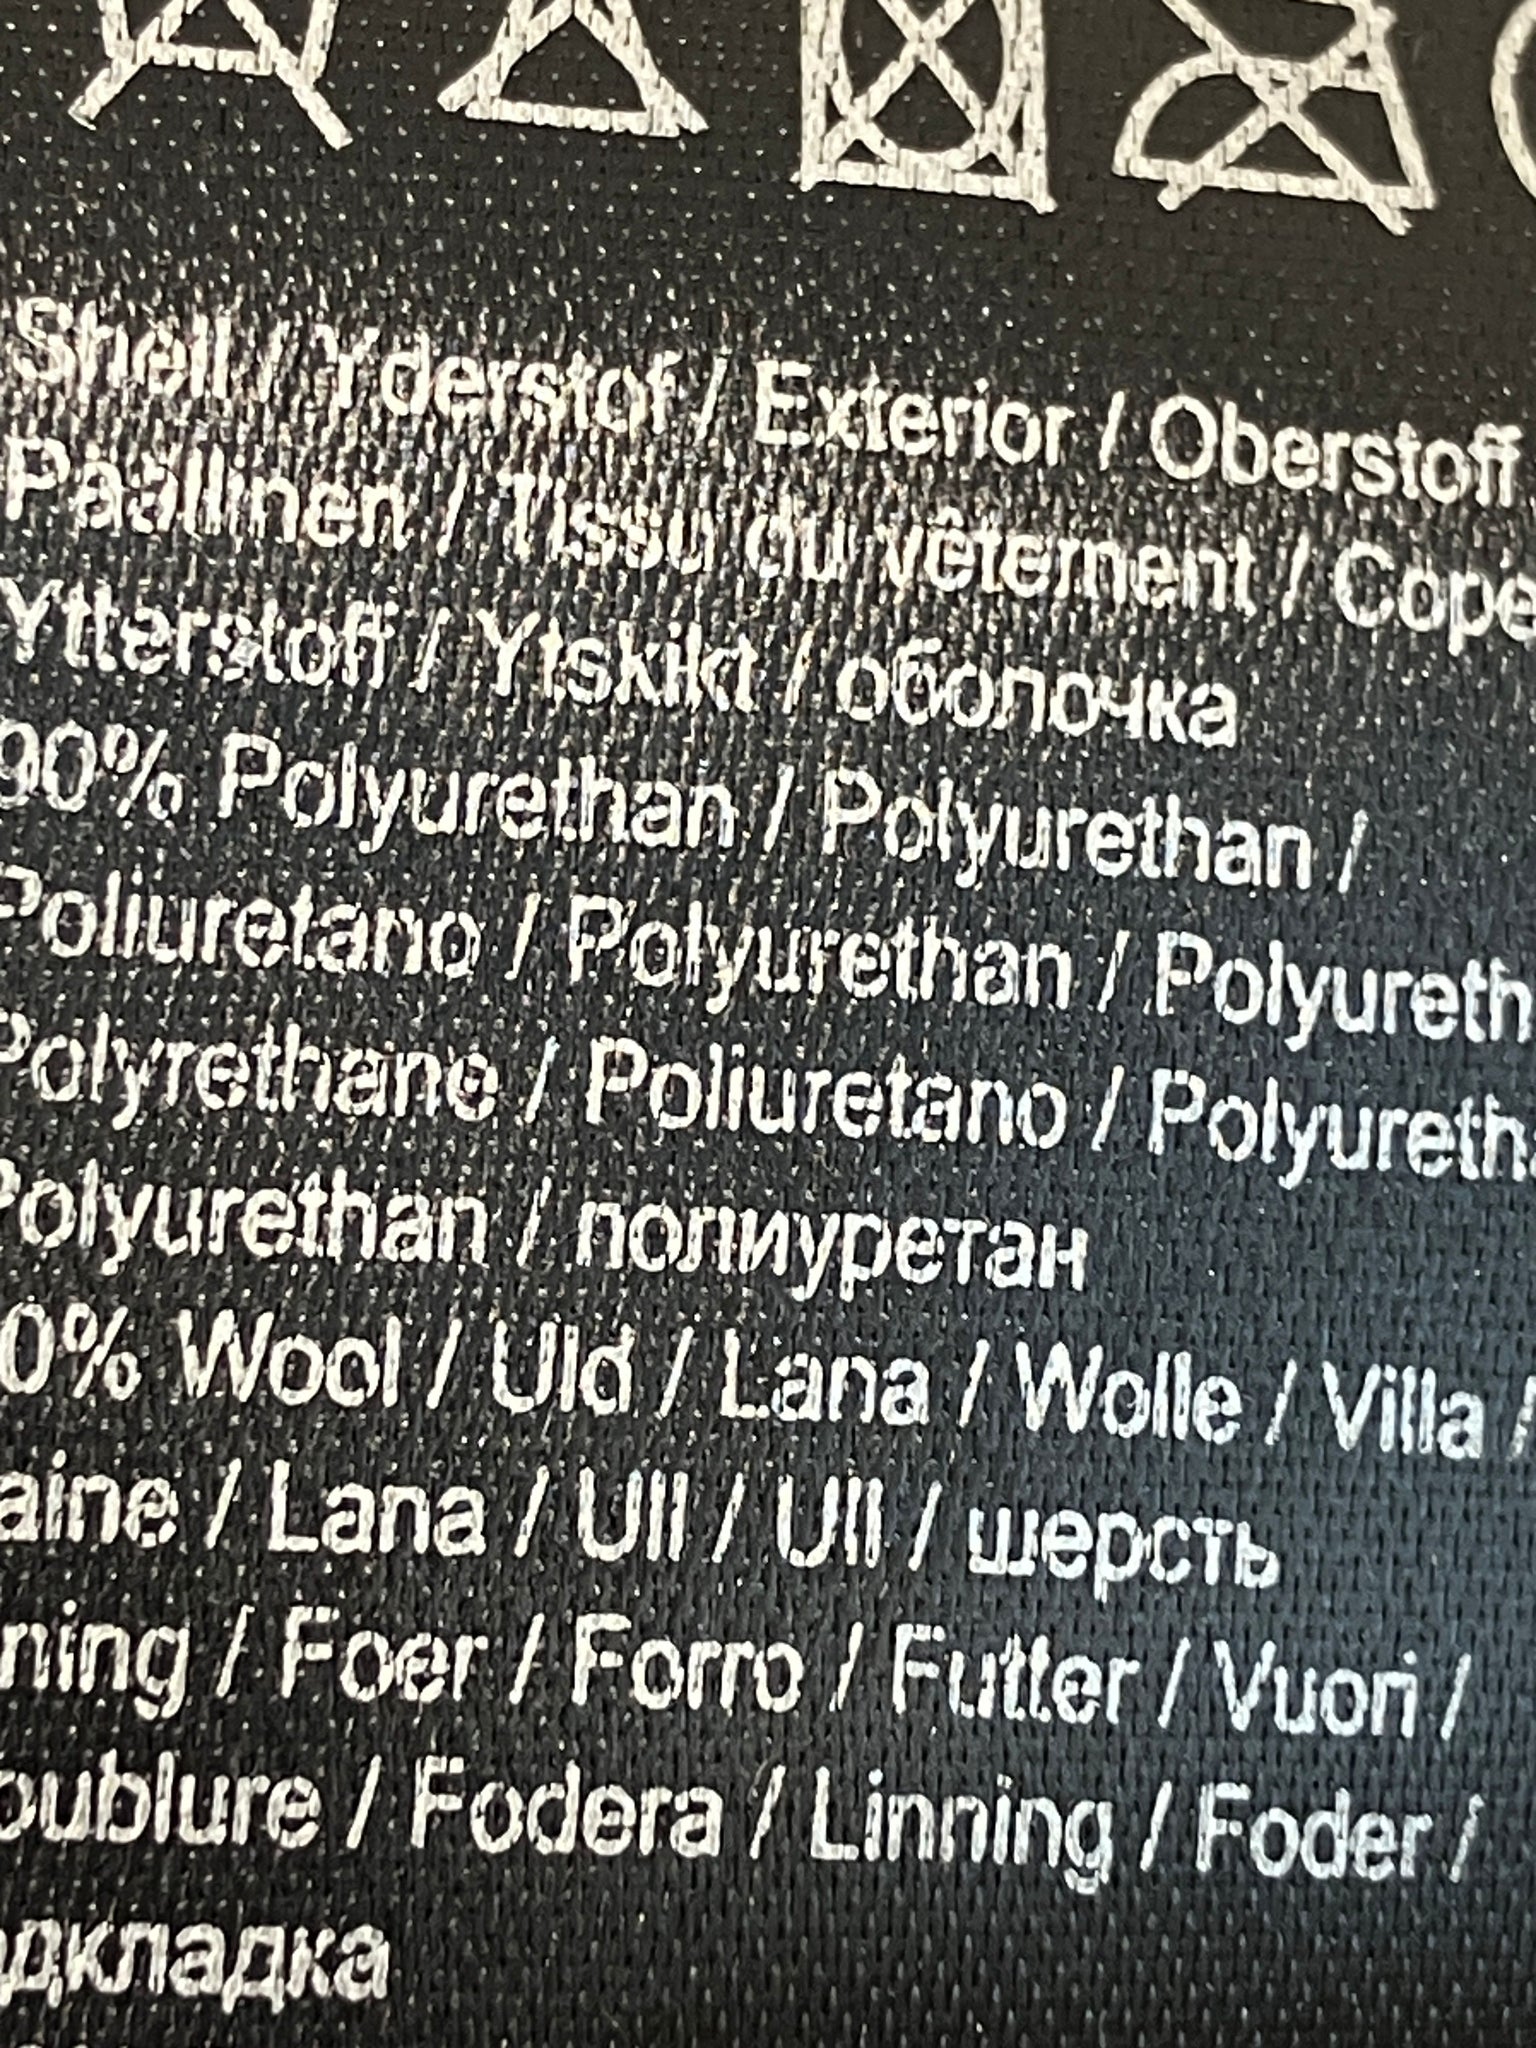 Shell / Yderstof / Exterior / Oberstoff
Päällinen / Tissu du vêtement / Cope
Ytterstoff / Ytskikt / оболочка
90% Polyurethan / Polyurethan /
Poliuretano / Polyurethan / Polyureth
Polyrethane / Poliuretano / Polyureth
Polyurethan / полиуретан
0% Wool / Uld / Lana / Wolle / Villa /
aine / Lana / Ull / Ull / шерсть
ning / Foer / Forro / Futter / Vuori /
oublure / Fodera / Linning / Foder /
дкладка